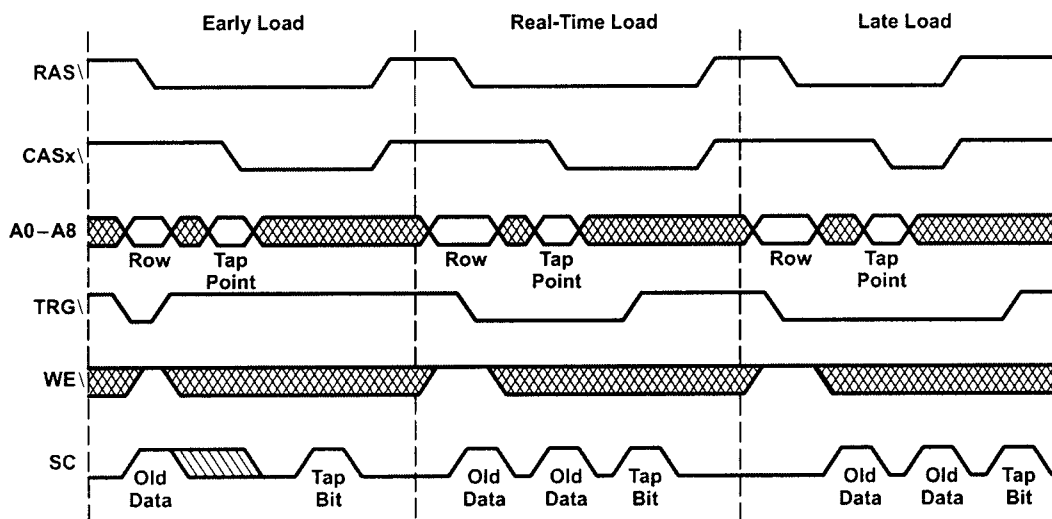 Early Load Real-Time Load Late Load
RAS\
CASx\
A0–A8
Row Tap Point Row Tap Point Row Tap Point
TRG\
WE\
SC
Old Data Tap Bit Old Data Old Data Tap Bit Old Data Old Data Tap Bit